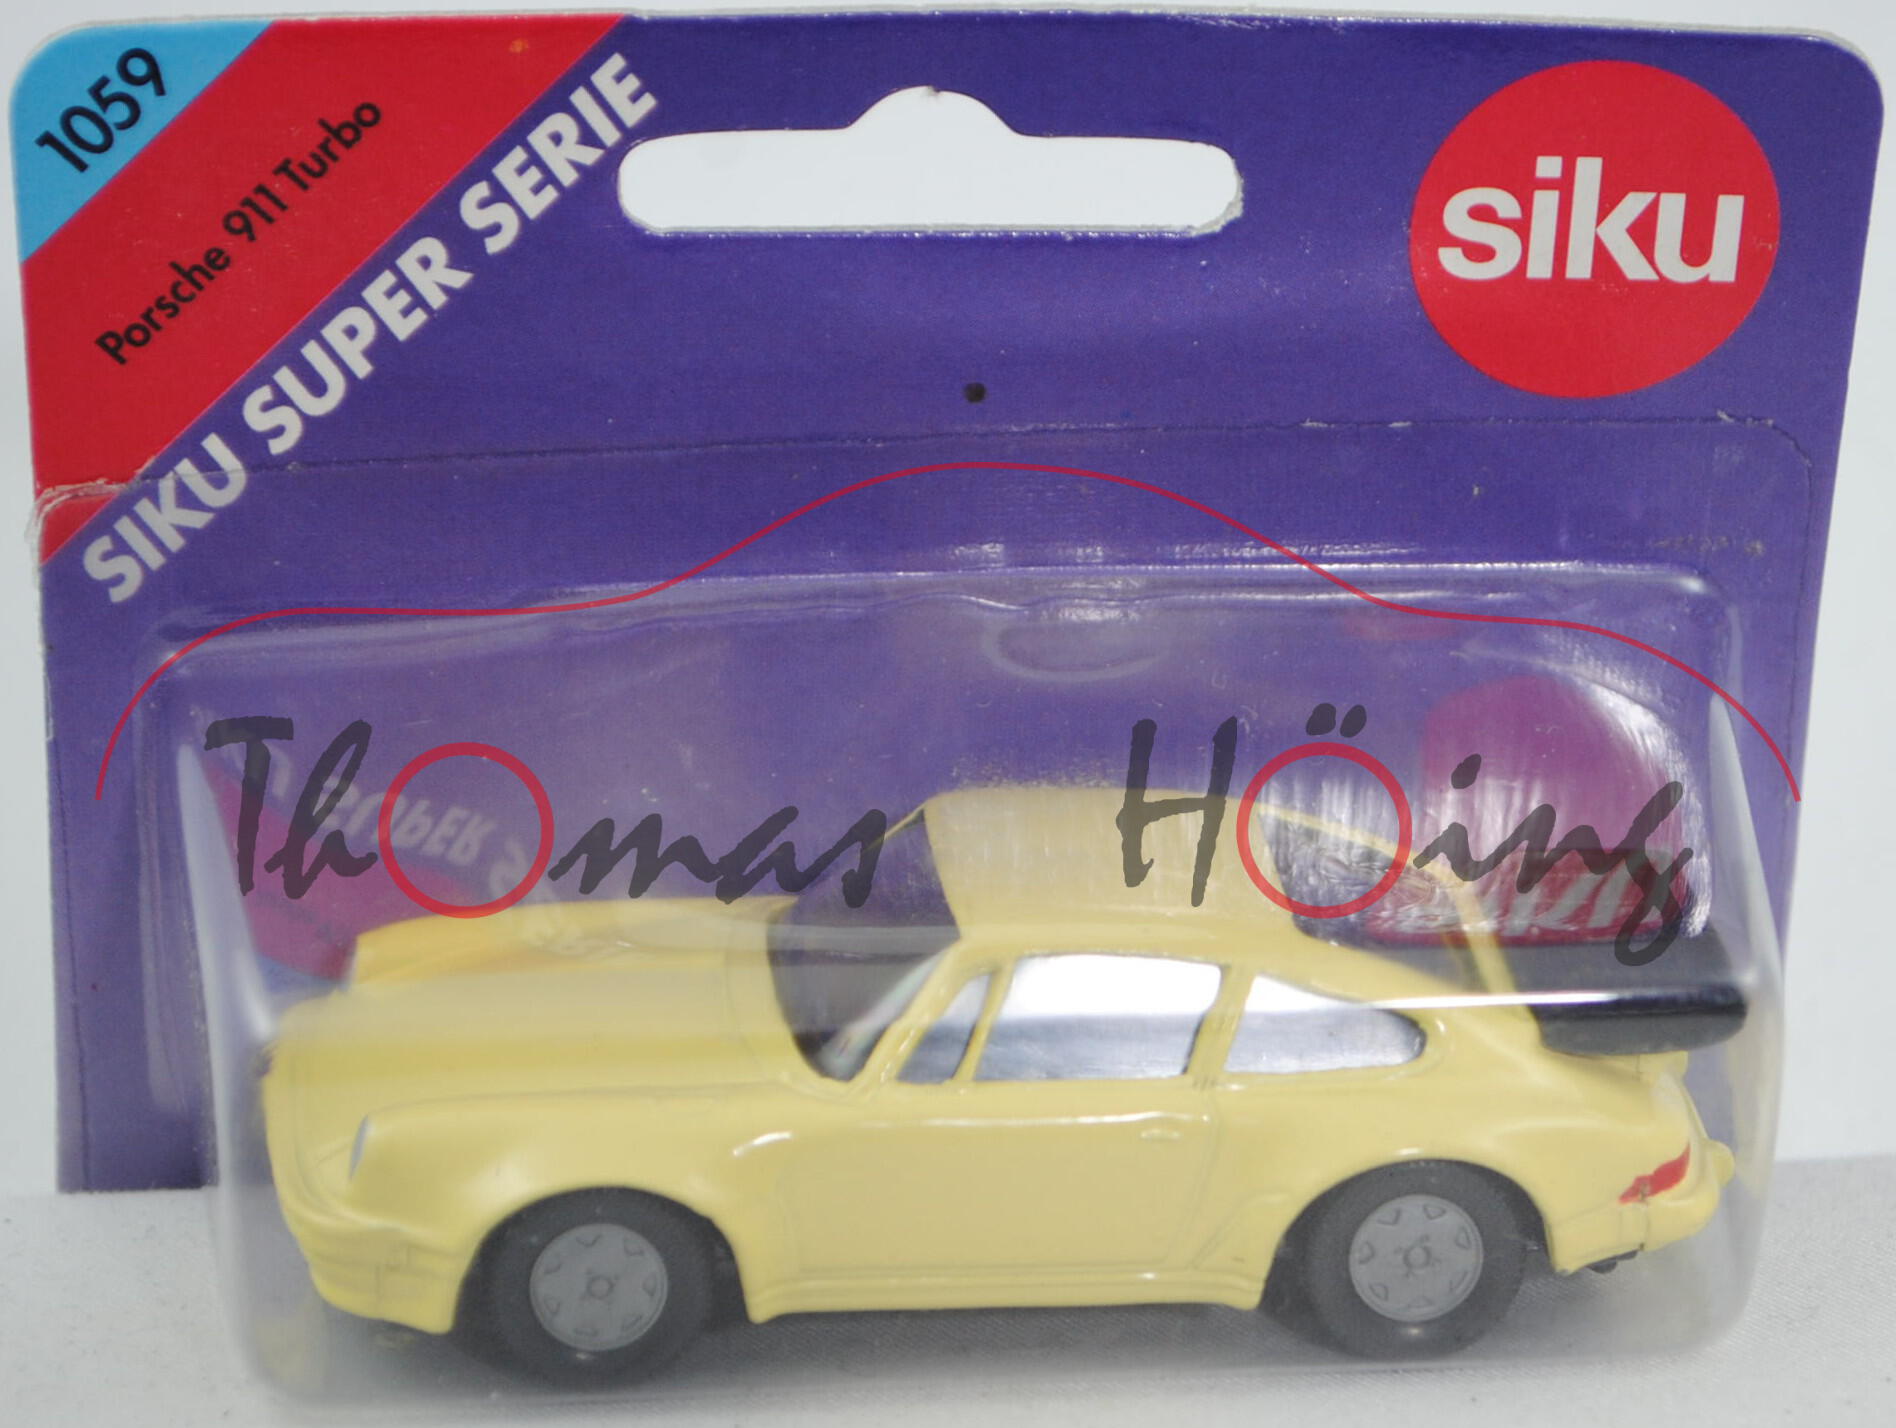 1059
Porsche 911 Turbo
SIKU SUPER SERIE
siku
Thomas Höing